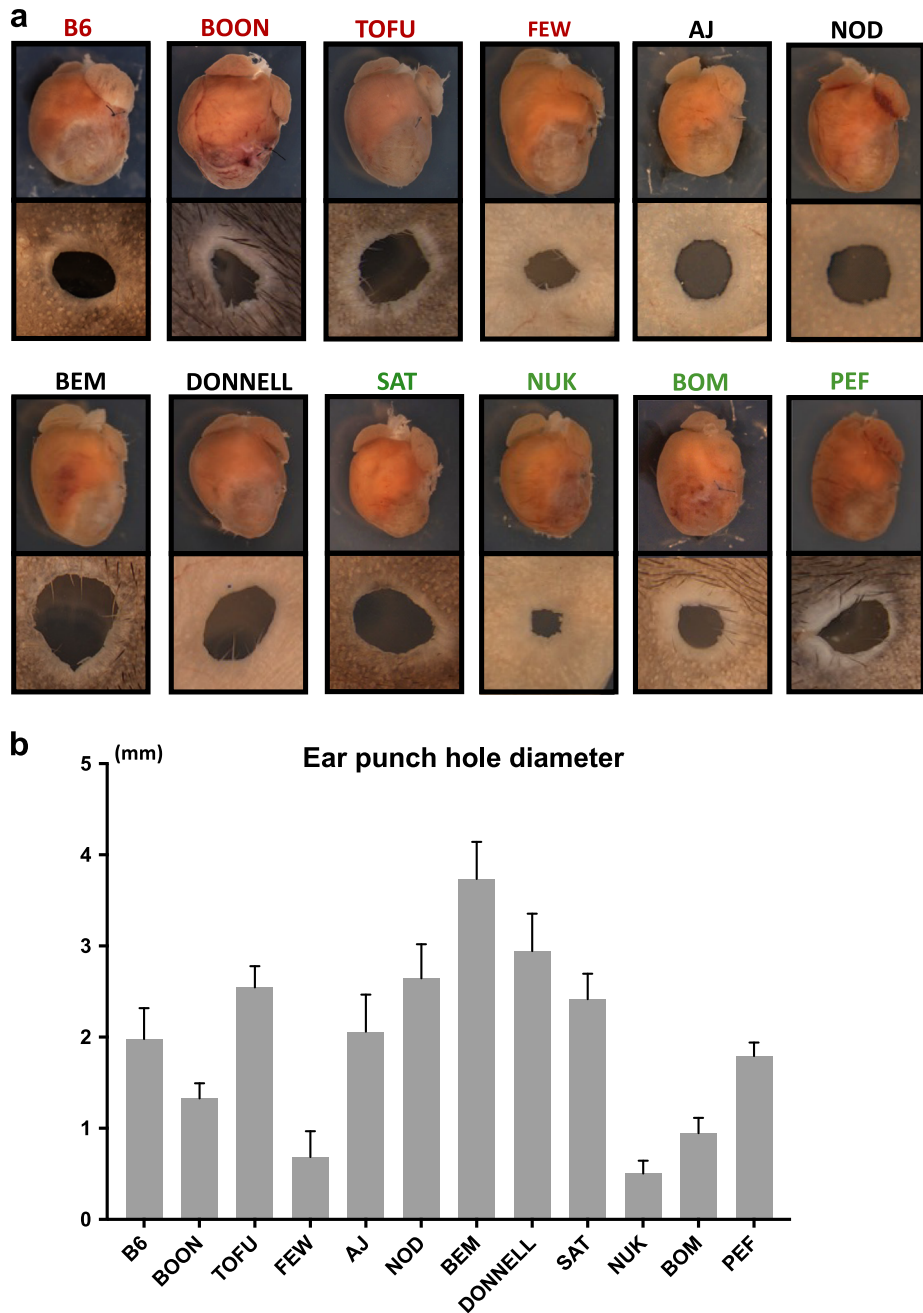 a
B6 BOON TOFU FEW AJ NOD
BEM DONNELL SAT NUK BOM PEF
b
(mm) Ear punch hole diameter
5
4
3
2
1
0
B6 BOON TOFU FEW AJ NOD BEM DONNELL SAT NUK BOM PEF